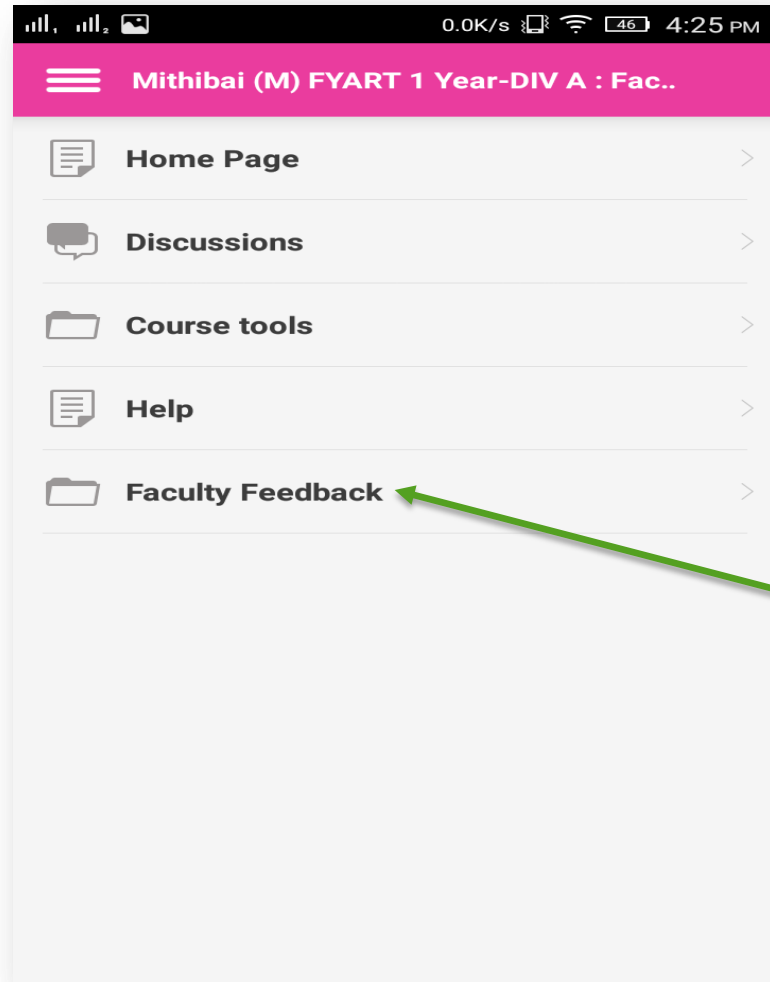 0.0K/s 46 4:25 PM
Mithibai (M) FYART 1 Year-DIV A : Fac..
Home Page
Discussions
Course tools
Help
Faculty Feedback